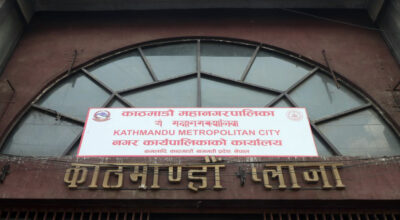 काठमाडौं महानगरपालिका
KATHMANDU METROPOLITAN CITY
नगर कार्यपालिकाको कार्यालय
काठमाण्डौं प्लाजा